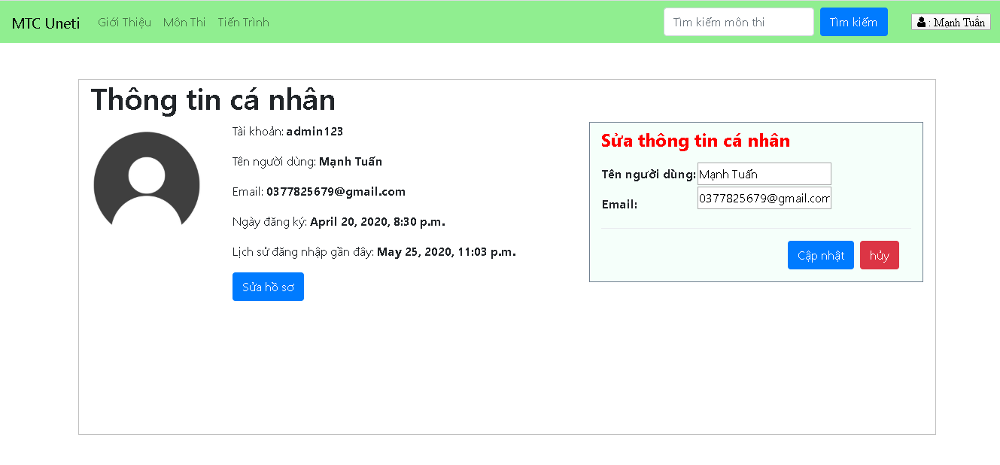 MTC Uneti Giới Thiệu Môn Thi Tiến Trình Tìm kiếm môn thi Tìm kiếm : Mạnh Tuấn
Thông tin cá nhân
Tài khoản: admin123
Tên người dùng: Mạnh Tuấn
Email: 0377825679@gmail.com
Ngày đăng ký: April 20, 2020, 8:30 p.m.
Lịch sử đăng nhập gần đây: May 25, 2020, 11:03 p.m.
Sửa hồ sơ
Sửa thông tin cá nhân
Tên người dùng: Mạnh Tuấn
Email: 0377825679@gmail.com
Cập nhật hủy